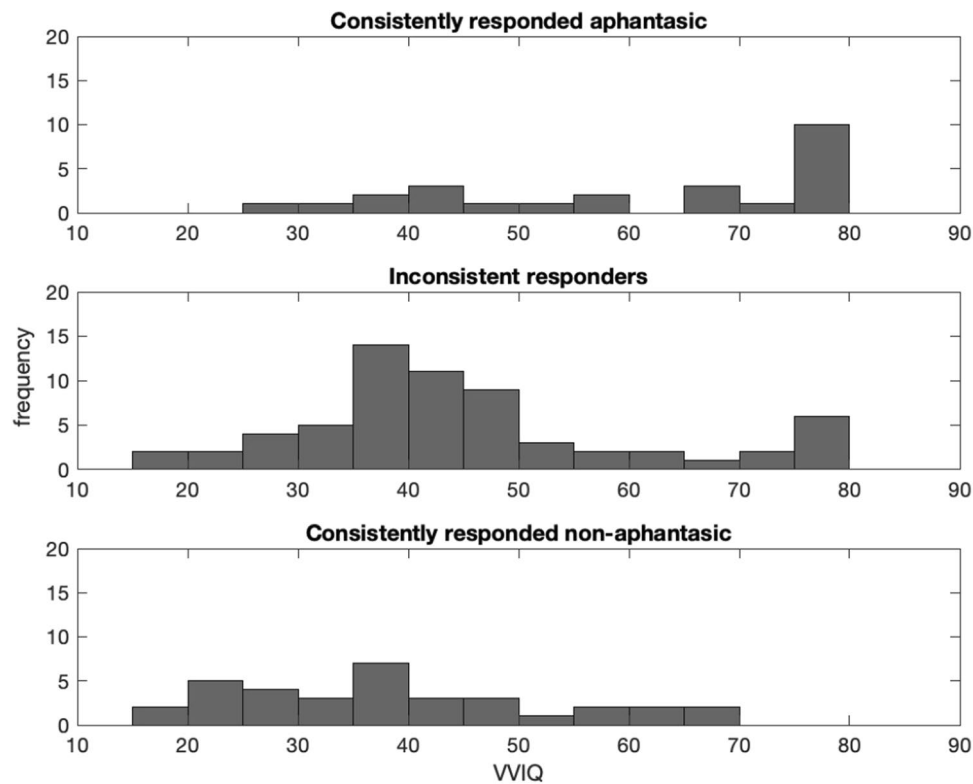 Consistently responded aphantasic
20
15
10
5
0
10 20 30 40 50 60 70 80 90
Inconsistent responders
20
15
10
5
0
10 20 30 40 50 60 70 80 90
frequency
Consistently responded non-aphantasic
20
15
10
5
0
10 20 30 40 50 60 70 80 90
VVIQ